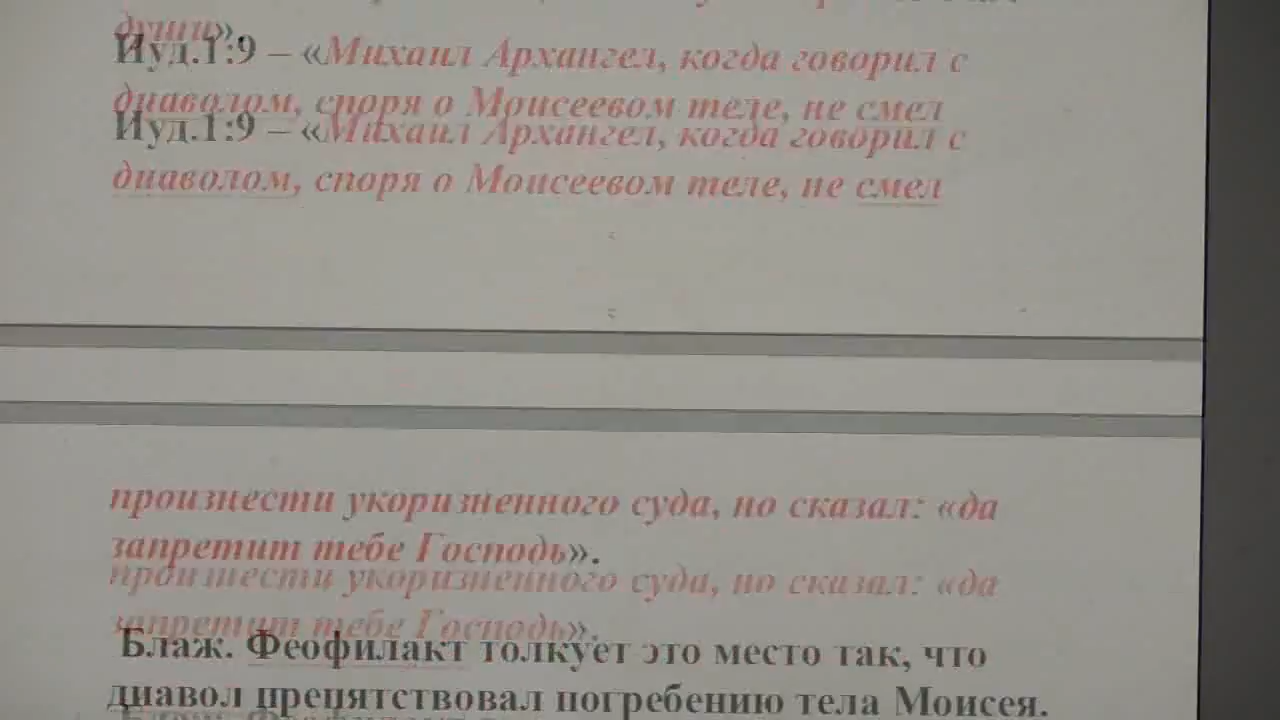 души».
Иуд.1:9 – «Михаил Архангел, когда говорил с
диаволом, споря о Моисеевом теле, не смел
Иуд.1:9 – «Михаил Архангел, когда говорил с
диаволом, споря о Моисеевом теле, не смел
произнести укоризненного суда, но сказал: «да
запретит тебе Господь».
произнести укоризненного суда, но сказал: «да
запретит тебе Господь».
Блаж. Феофилакт толкует это место так, что
диавол препятствовал погребению тела Моисея.